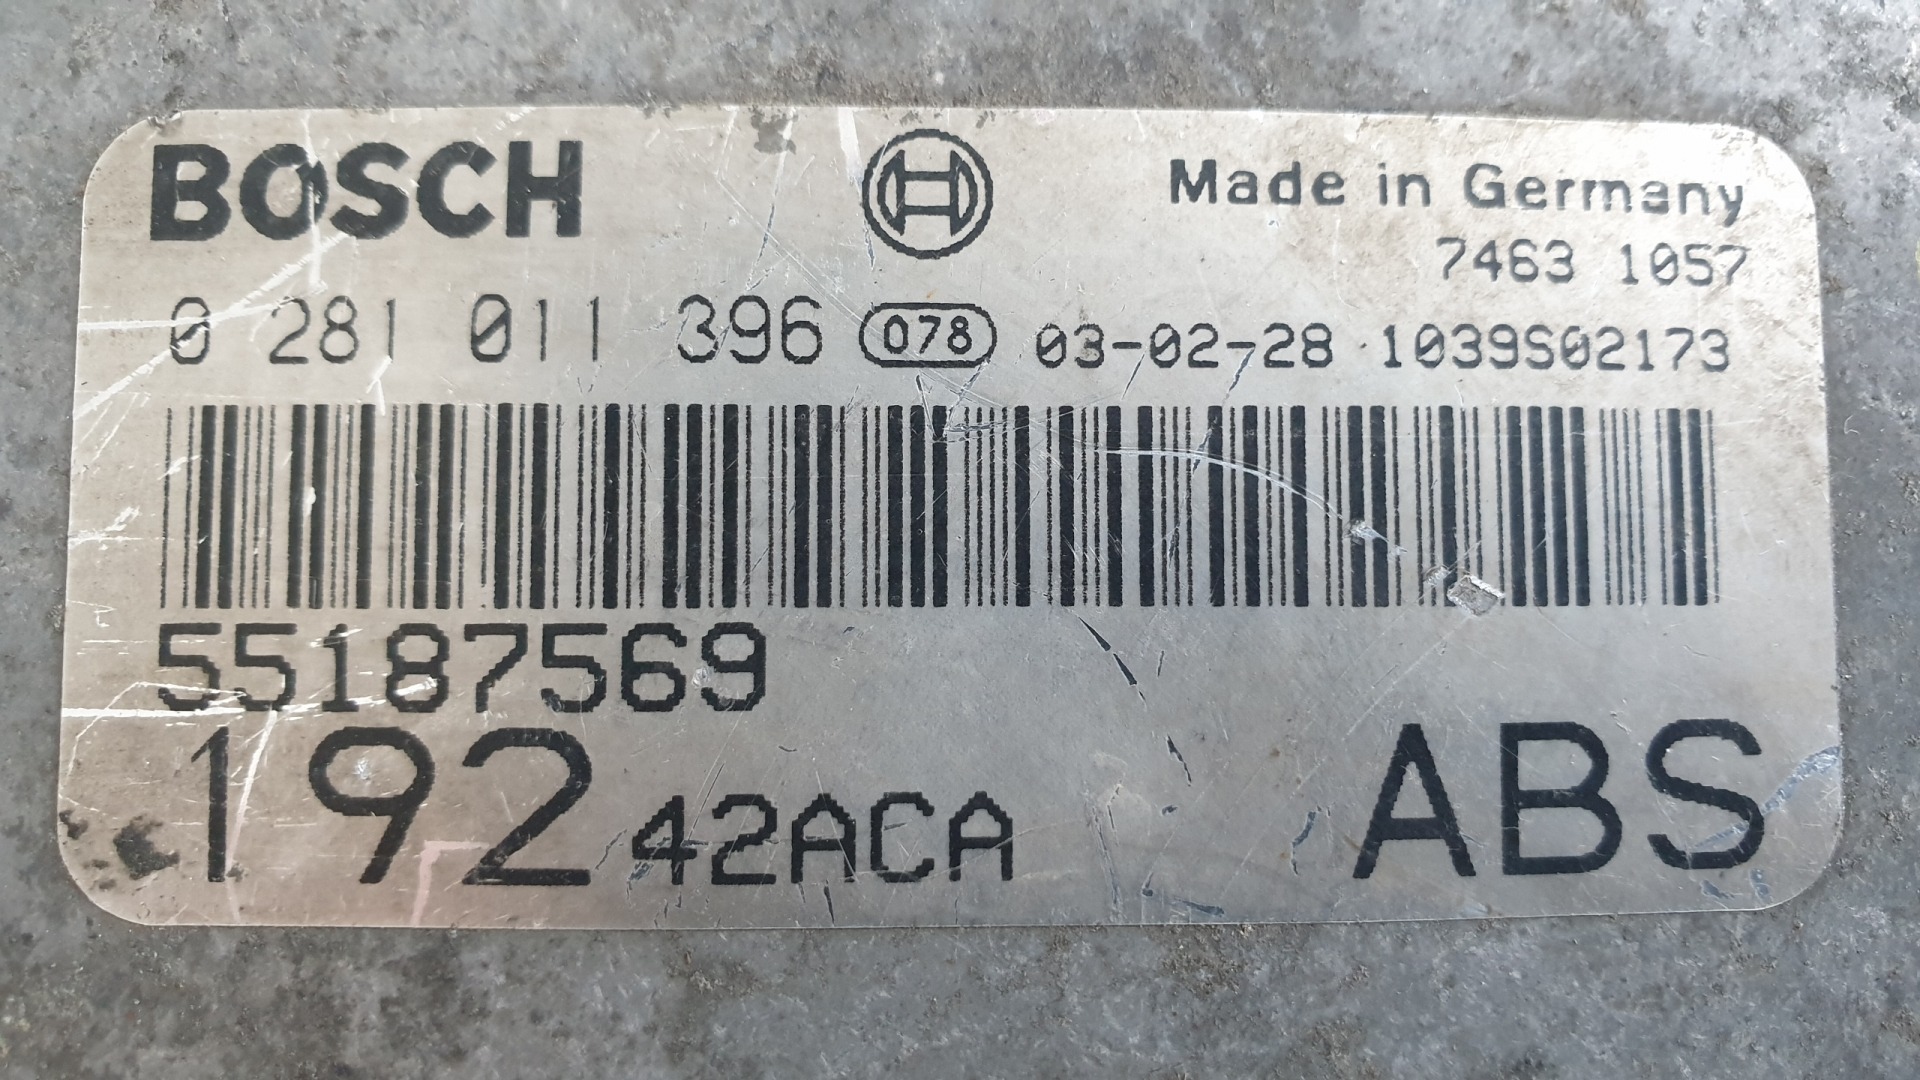 BOSCH
Made in Germany
7463 1057
0 281 011 396 078 03-02-28 1039S02173
55187569
192 42ACA ABS